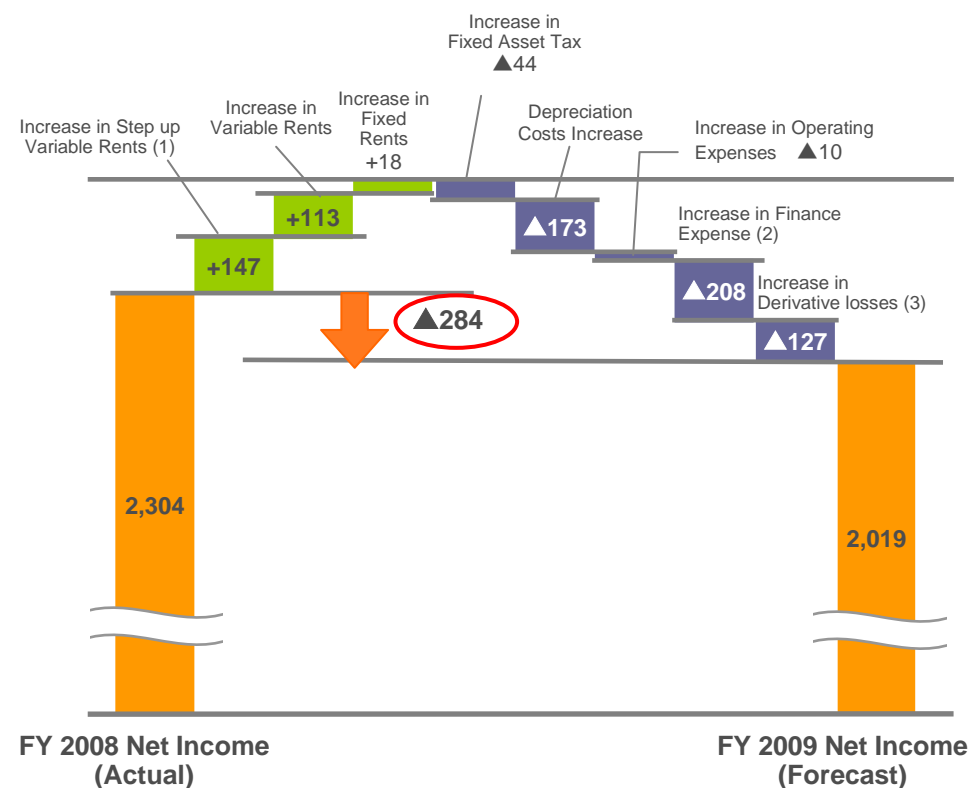 Increase in
Fixed Asset Tax
▲44
Increase in Step up
Variable Rents (1)
Increase in
Variable Rents
Increase in
Fixed
Rents
+18
Depreciation
Costs Increase
Increase in Operating
Expenses ▲10
+147
+113
△173
Increase in Finance
Expense (2)
△208
Increase in
Derivative losses (3)
△127
▲284
2,304
2,019
FY 2008 Net Income
(Actual)
FY 2009 Net Income
(Forecast)